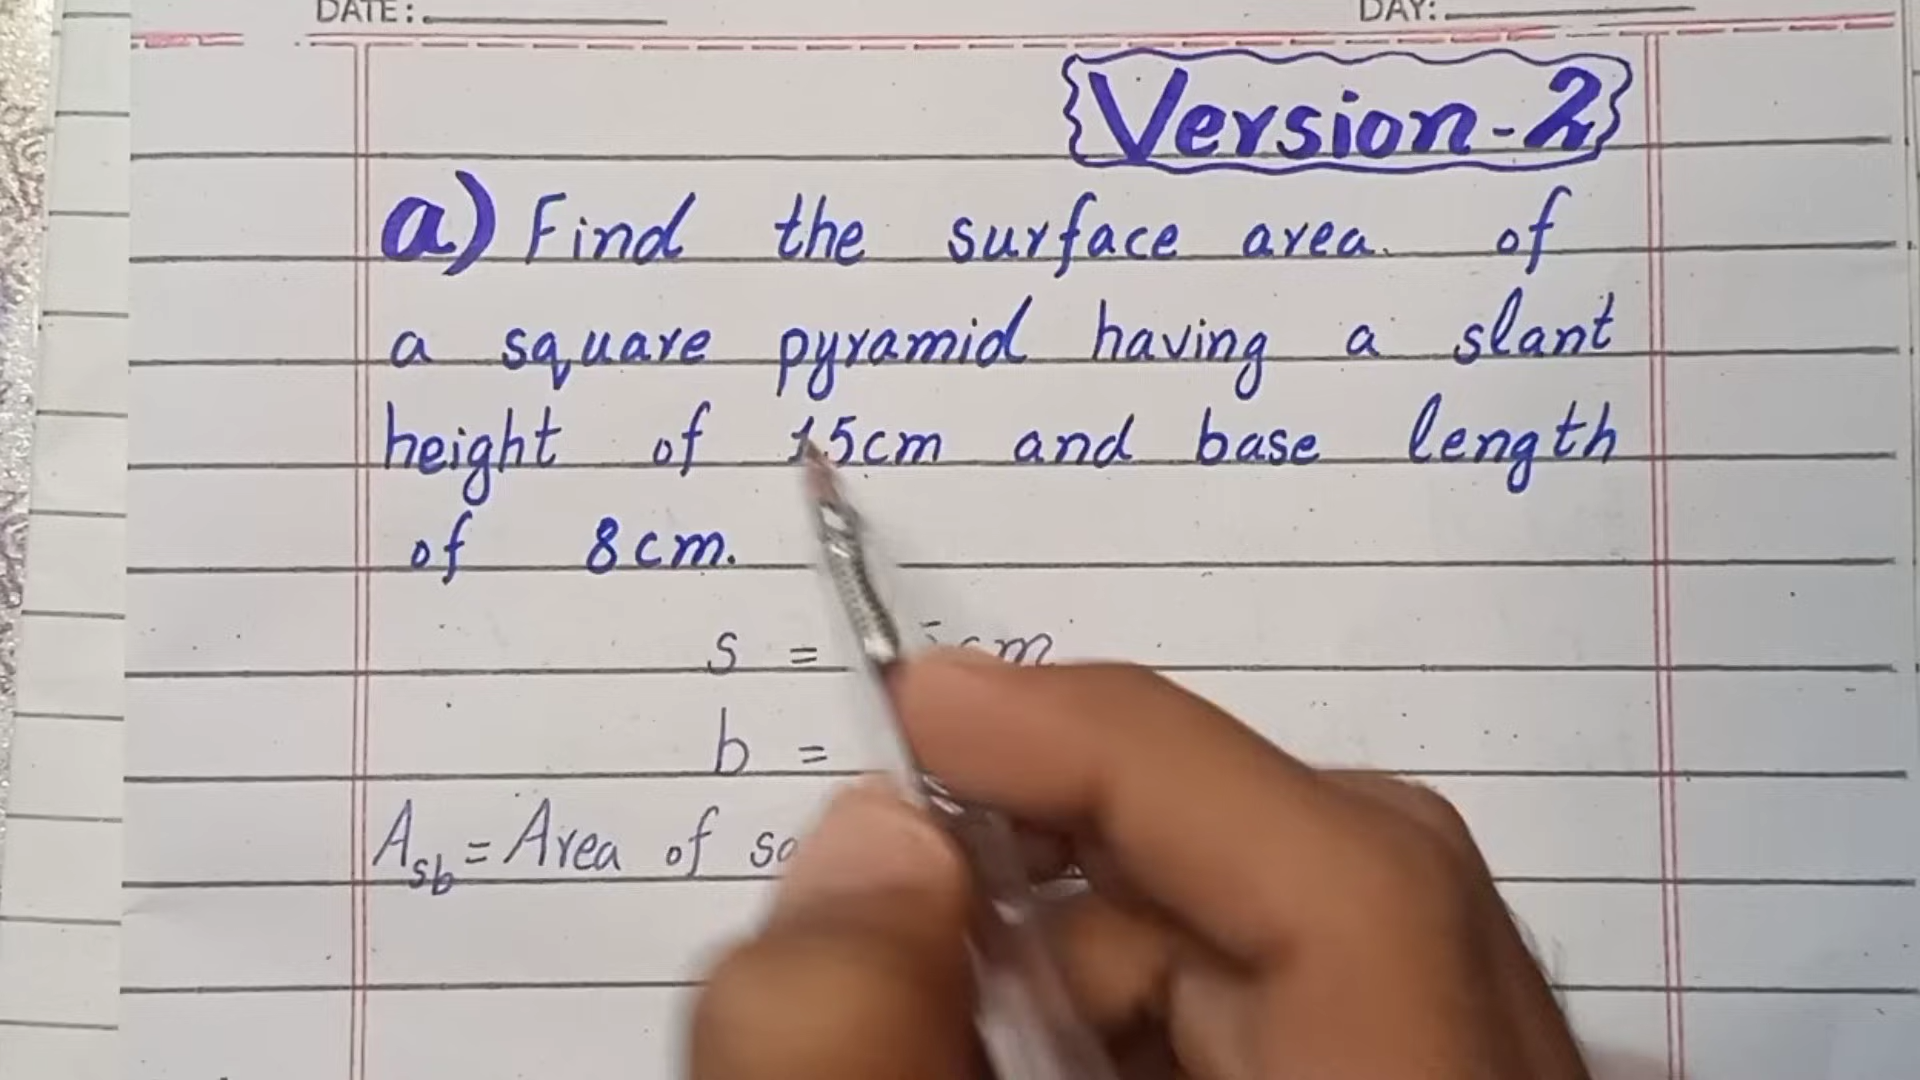 DATE: DAY:
Version-2
a) Find the surface area of
a square pyramid having a slant
height of 15cm and base length
of 8cm.
s = cm
b =
Asb = Area of